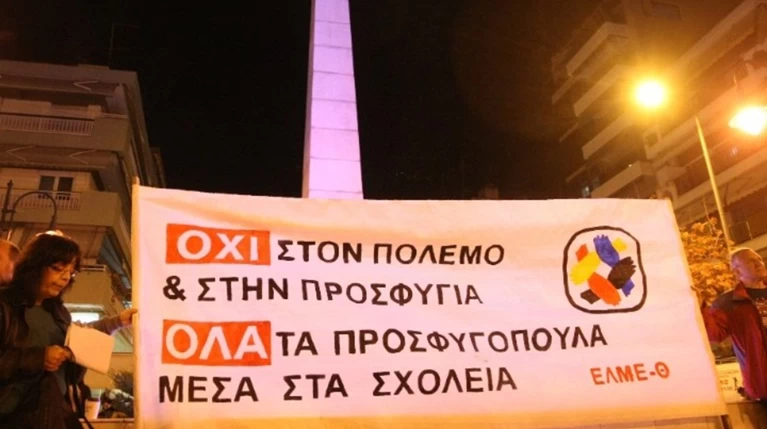 ΟΧΙ ΣΤΟΝ ΠΟΛΕΜΟ
& ΣΤΗΝ ΠΡΟΣΦΥΓΙΑ
ΟΛΑ ΤΑ ΠΡΟΣΦΥΓΟΠΟΥΛΑ
ΜΕΣΑ ΣΤΑ ΣΧΟΛΕΙΑ
ΕΛΜΕ-Θ